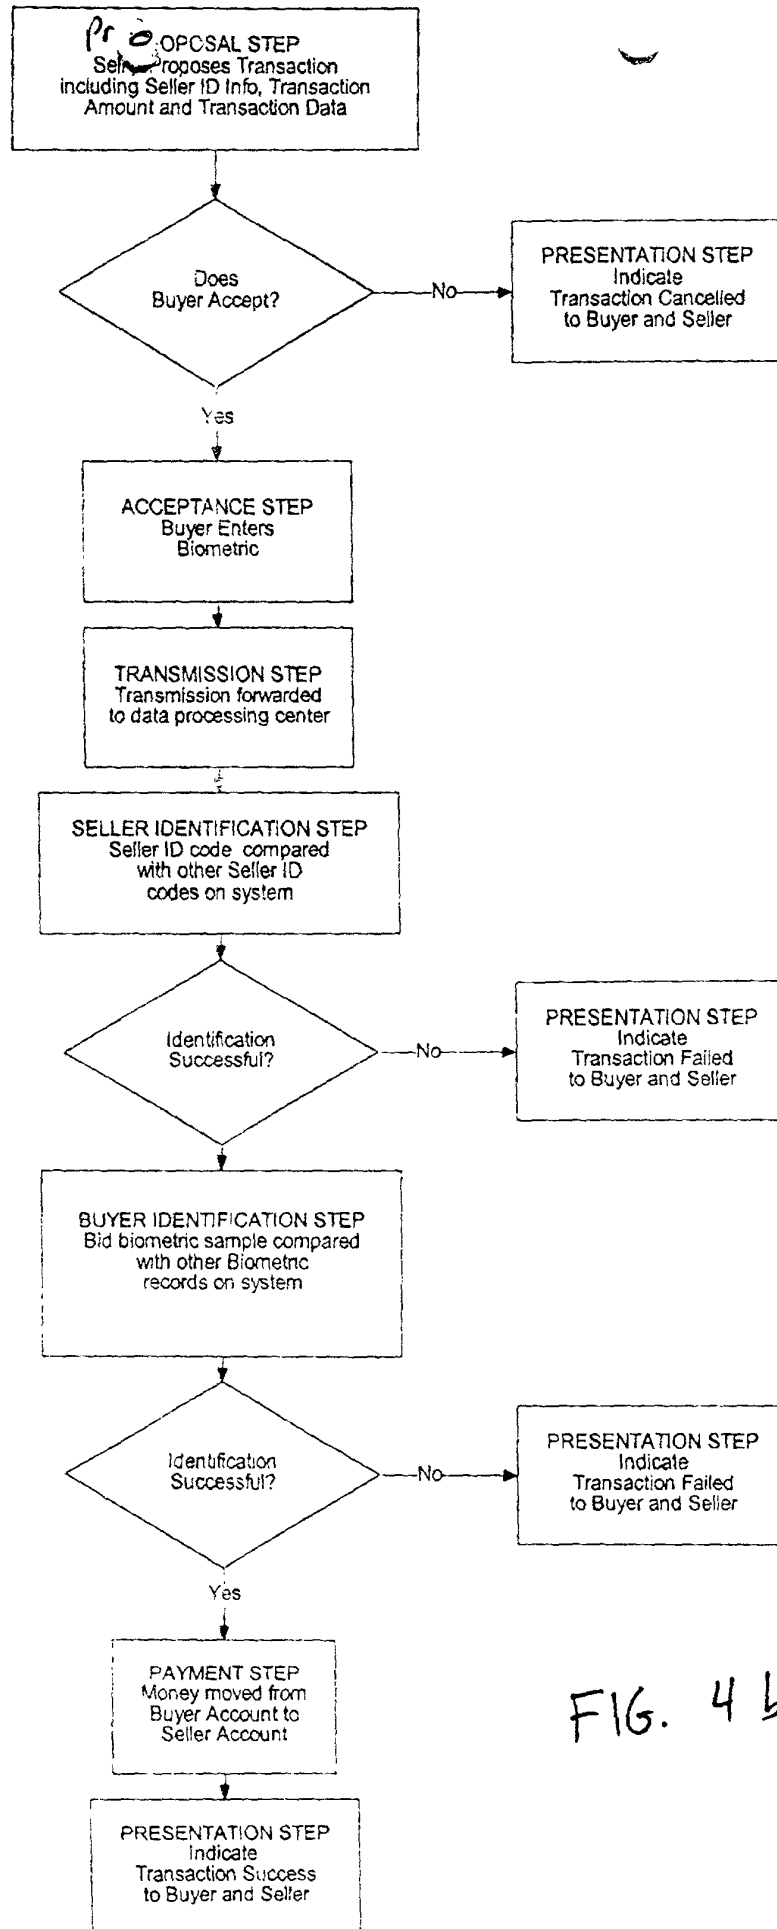 Pr o OPOSAL STEP
Seller Proposes Transaction
including Seller ID Info, Transaction
Amount and Transaction Data
Does
Buyer Accept?
No
PRESENTATION STEP
Indicate
Transaction Cancelled
to Buyer and Seller
Yes
ACCEPTANCE STEP
Buyer Enters
Biometric
TRANSMISSION STEP
Transmission forwarded
to data processing center
SELLER IDENTIFICATION STEP
Seller ID code compared
with other Seller ID
codes on system
Identification
Successful?
No
PRESENTATION STEP
Indicate
Transaction Failed
to Buyer and Seller
BUYER IDENTIFICATION STEP
Bid biometric sample compared
with other Biometric
records on system
Identification
Successful?
No
PRESENTATION STEP
Indicate
Transaction Failed
to Buyer and Seller
Yes
PAYMENT STEP
Money moved from
Buyer Account to
Seller Account
FIG. 4 b
PRESENTATION STEP
Indicate
Transaction Success
to Buyer and Seller